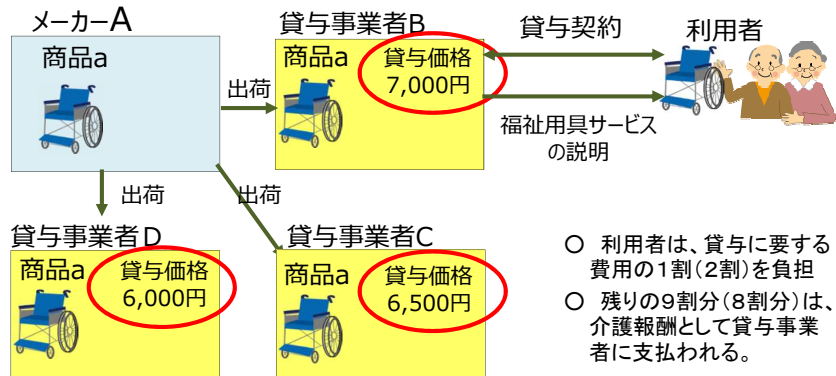 メーカーA
商品a
出荷
貸与事業者B
商品a
貸与価格
7,000円
貸与契約
利用者
福祉用具サービス
の説明
出荷
出荷
貸与事業者D
商品a
貸与価格
6,000円
貸与事業者C
商品a
貸与価格
6,500円
○ 利用者は、貸与に要する
費用の１割(２割)を負担
○ 残りの９割分(８割分)は、
介護報酬として貸与事業
者に支払われる。